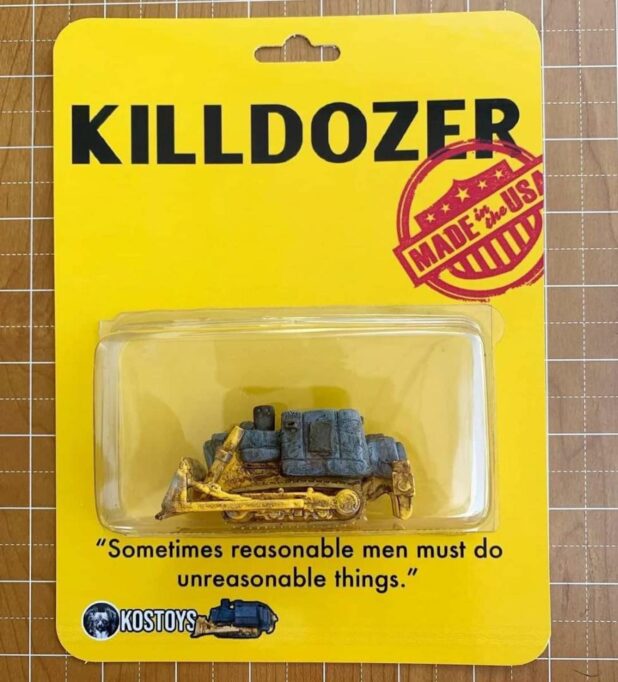 KILLDOZER
MADE in the USA
“Sometimes reasonable men must do
unreasonable things.”
KOSTOYS